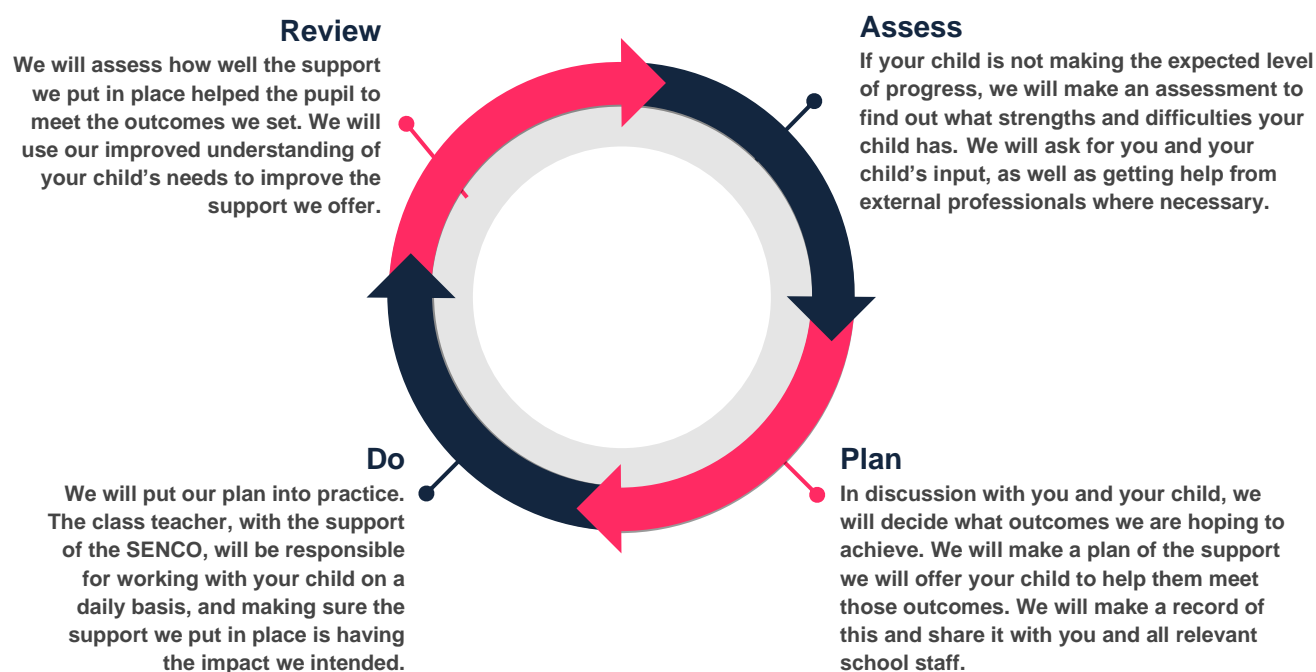 Review
We will assess how well the support
we put in place helped the pupil to
meet the outcomes we set. We will
use our improved understanding of
your child’s needs to improve the
support we offer.
Assess
If your child is not making the expected level
of progress, we will make an assessment to
find out what strengths and difficulties your
child has. We will ask for you and your
child’s input, as well as getting help from
external professionals where necessary.
Do
We will put our plan into practice.
The class teacher, with the support
of the SENCO, will be responsible
for working with your child on a
daily basis, and making sure the
support we put in place is having
the impact we intended.
Plan
In discussion with you and your child, we
will decide what outcomes we are hoping to
achieve. We will make a plan of the support
we will offer your child to help them meet
those outcomes. We will make a record of
this and share it with you and all relevant
school staff.